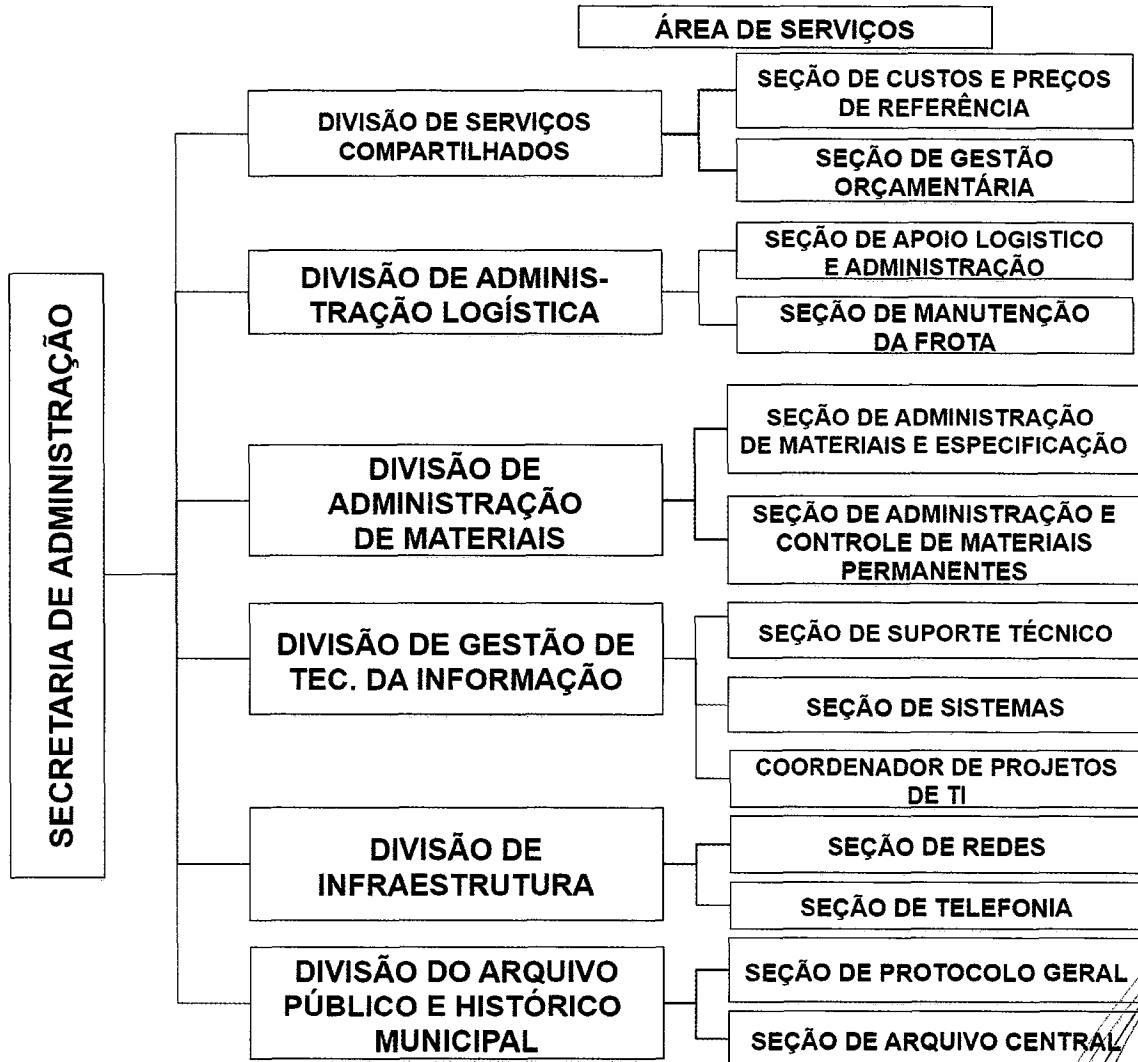 ÁREA DE SERVIÇOS
SECRETARIA DE ADMINISTRAÇÃO
DIVISÃO DE SERVIÇOS
COMPARTILHADOS
SEÇÃO DE CUSTOS E PREÇOS
DE REFERÊNCIA
SEÇÃO DE GESTÃO
ORÇAMENTÁRIA
DIVISÃO DE ADMINIS-
TRAÇÃO LOGÍSTICA
SEÇÃO DE APOIO LOGISTICO
E ADMINISTRAÇÃO
SEÇÃO DE MANUTENÇÃO
DA FROTA
DIVISÃO DE
ADMINISTRAÇÃO
DE MATERIAIS
SEÇÃO DE ADMINISTRAÇÃO
DE MATERIAIS E ESPECIFICAÇÃO
SEÇÃO DE ADMINISTRAÇÃO E
CONTROLE DE MATERIAIS
PERMANENTES
DIVISÃO DE GESTÃO DE
TEC. DA INFORMAÇÃO
SEÇÃO DE SUPORTE TÉCNICO
SEÇÃO DE SISTEMAS
COORDENADOR DE PROJETOS
DE TI
DIVISÃO DE
INFRAESTRUTURA
SEÇÃO DE REDES
SEÇÃO DE TELEFONIA
DIVISÃO DO ARQUIVO
PÚBLICO E HISTÓRICO
MUNICIPAL
SEÇÃO DE PROTOCOLO GERAL
SEÇÃO DE ARQUIVO CENTRAL